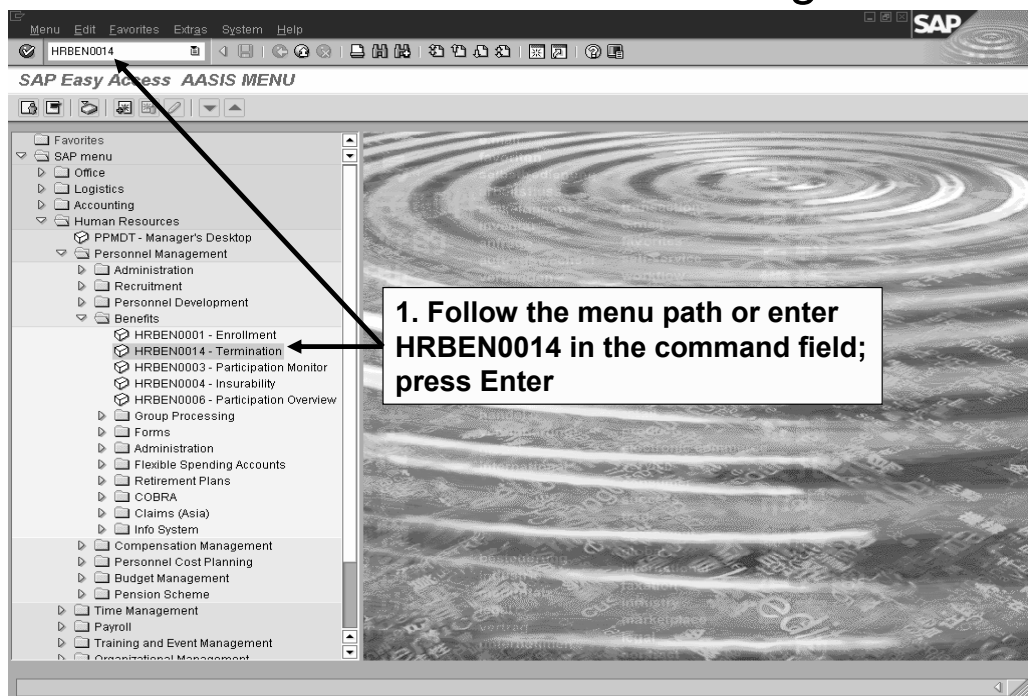 Menu Edit Favorites Extras System Help
SAP
HRBEN0014
SAP Easy Access AASIS MENU
Favorites
SAP menu
Office
Logistics
Accounting
Human Resources
PPMDT - Manager's Desktop
Personnel Management
Administration
Recruitment
Personnel Development
Benefits
HRBEN0001 - Enrollment
HRBEN0014 - Termination
HRBEN0003 - Participation Monitor
HRBEN0004 - Insurability
HRBEN0006 - Participation Overview
Group Processing
Forms
Administration
Flexible Spending Accounts
Retirement Plans
COBRA
Claims (Asia)
Info System
Compensation Management
Personnel Cost Planning
Budget Management
Pension Scheme
Time Management
Payroll
Training and Event Management
Organizational Management
1. Follow the menu path or enter
HRBEN0014 in the command field;
press Enter